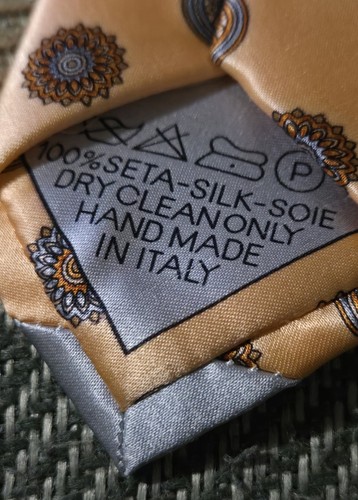 P
100% SETA-SILK-SOIE
DRY CLEAN ONLY
HAND MADE
IN ITALY